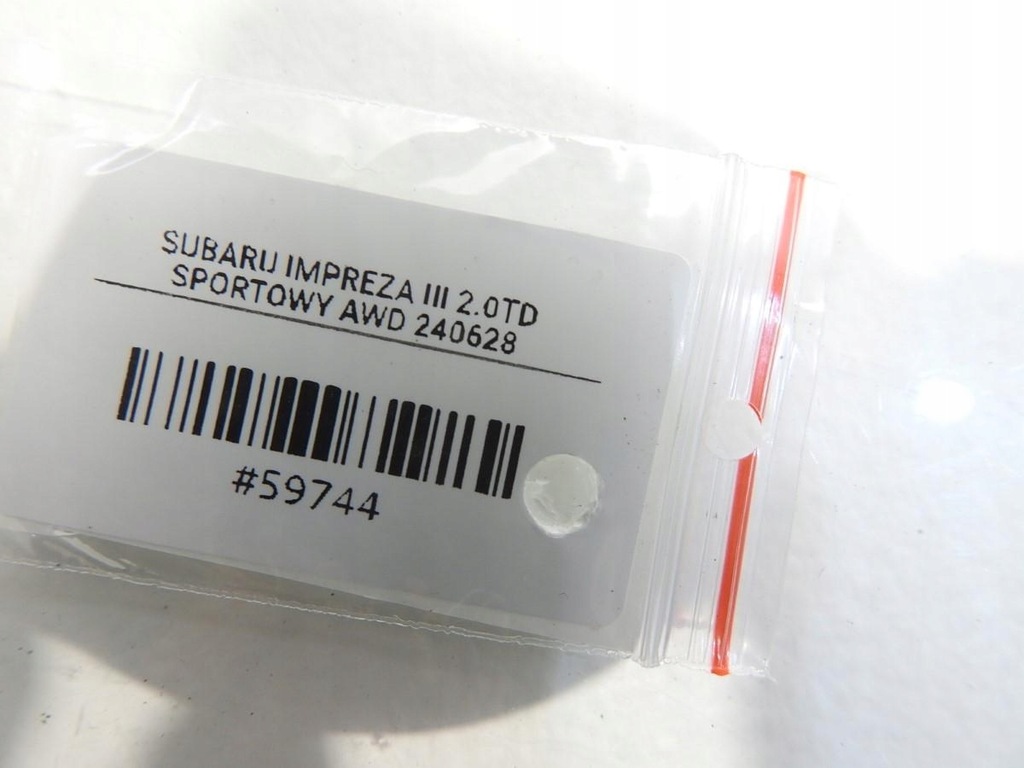 SUBARU IMPREZA III 2.0TD
SPORTOWY AWD 240628
#59744